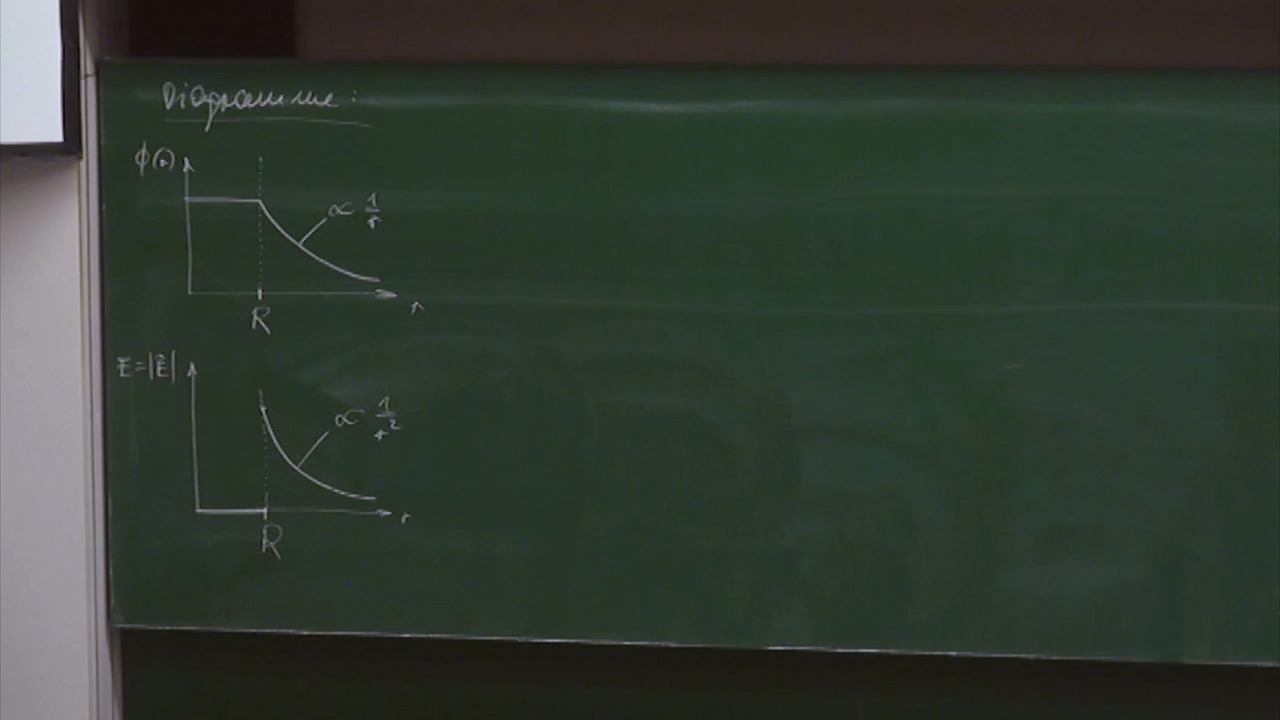 Diagramme:
ϕ(r)
∝ 1/r
R
r
E=|E⃗|
∝ 1/r²
R
r